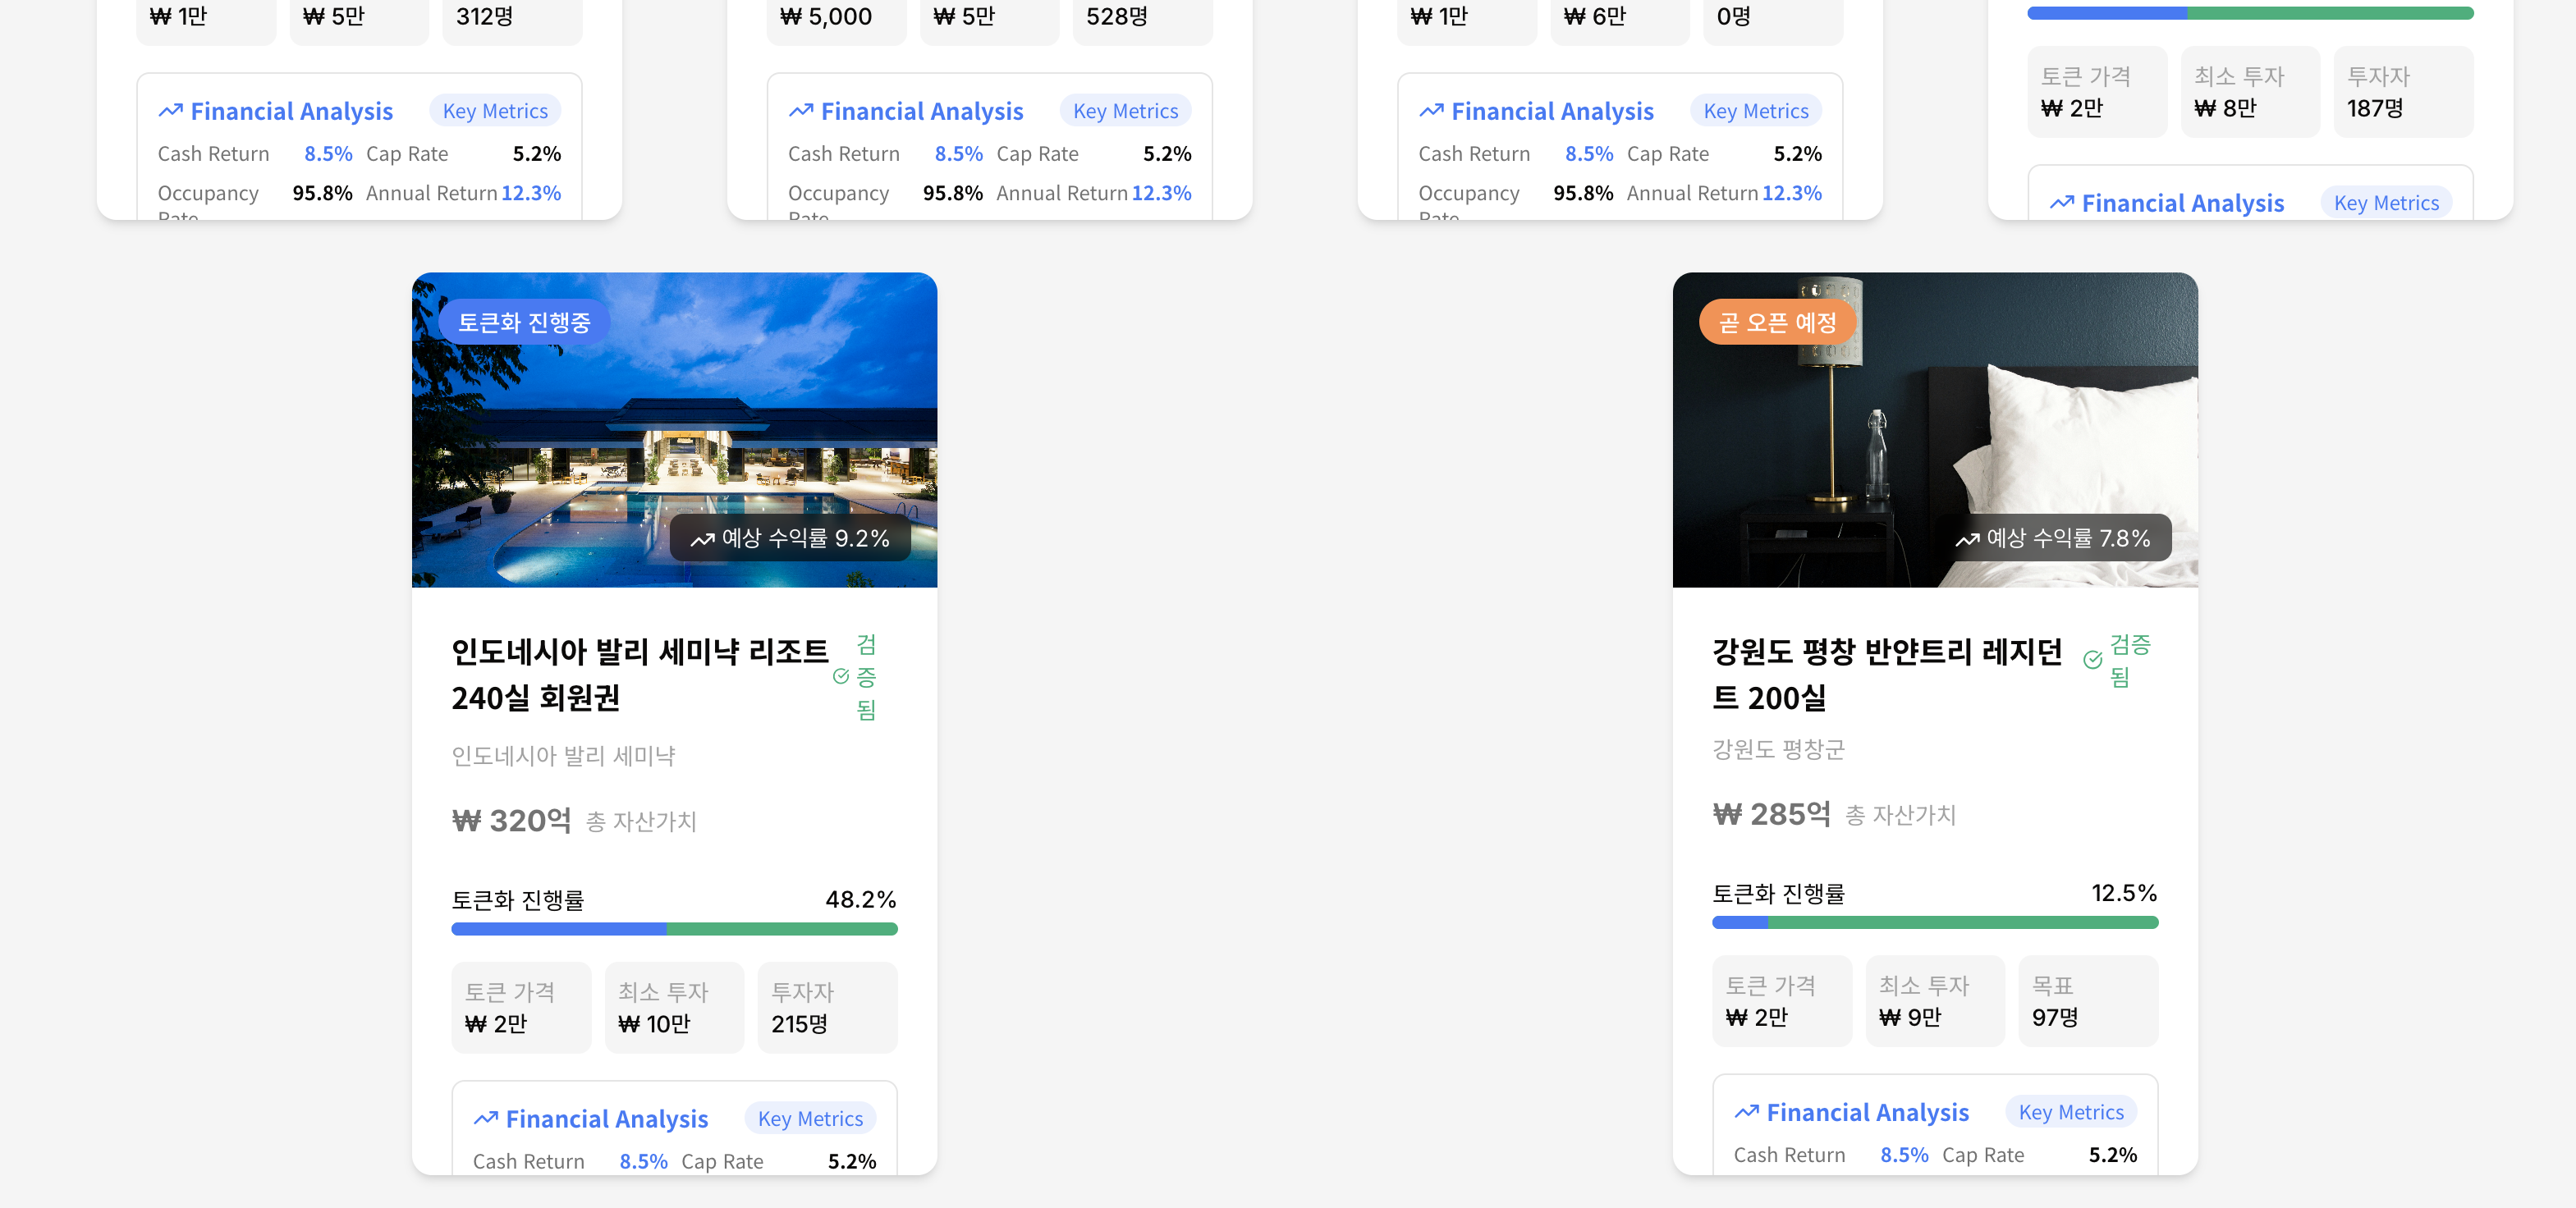 ₩ 1만 ₩ 5만 312명
Financial Analysis Key Metrics
Cash Return 8.5% Cap Rate 5.2%
Occupancy Rate 95.8% Annual Return 12.3%
₩ 5,000 ₩ 5만 528명
Financial Analysis Key Metrics
Cash Return 8.5% Cap Rate 5.2%
Occupancy Rate 95.8% Annual Return 12.3%
₩ 1만 ₩ 6만 0명
Financial Analysis Key Metrics
Cash Return 8.5% Cap Rate 5.2%
Occupancy Rate 95.8% Annual Return 12.3%
토큰 가격 최소 투자 투자자
₩ 2만 ₩ 8만 187명
Financial Analysis Key Metrics
토큰화 진행중
예상 수익률 9.2%
인도네시아 발리 세미냑 리조트
240실 회원권
검
증
됨
인도네시아 발리 세미냑
₩ 320억 총 자산가치
토큰화 진행률 48.2%
토큰 가격 최소 투자 투자자
₩ 2만 ₩ 10만 215명
Financial Analysis Key Metrics
Cash Return 8.5% Cap Rate 5.2%
곧 오픈 예정
예상 수익률 7.8%
강원도 평창 반얀트리 레지던
트 200실
검증
됨
강원도 평창군
₩ 285억 총 자산가치
토큰화 진행률 12.5%
토큰 가격 최소 투자 목표
₩ 2만 ₩ 9만 97명
Financial Analysis Key Metrics
Cash Return 8.5% Cap Rate 5.2%